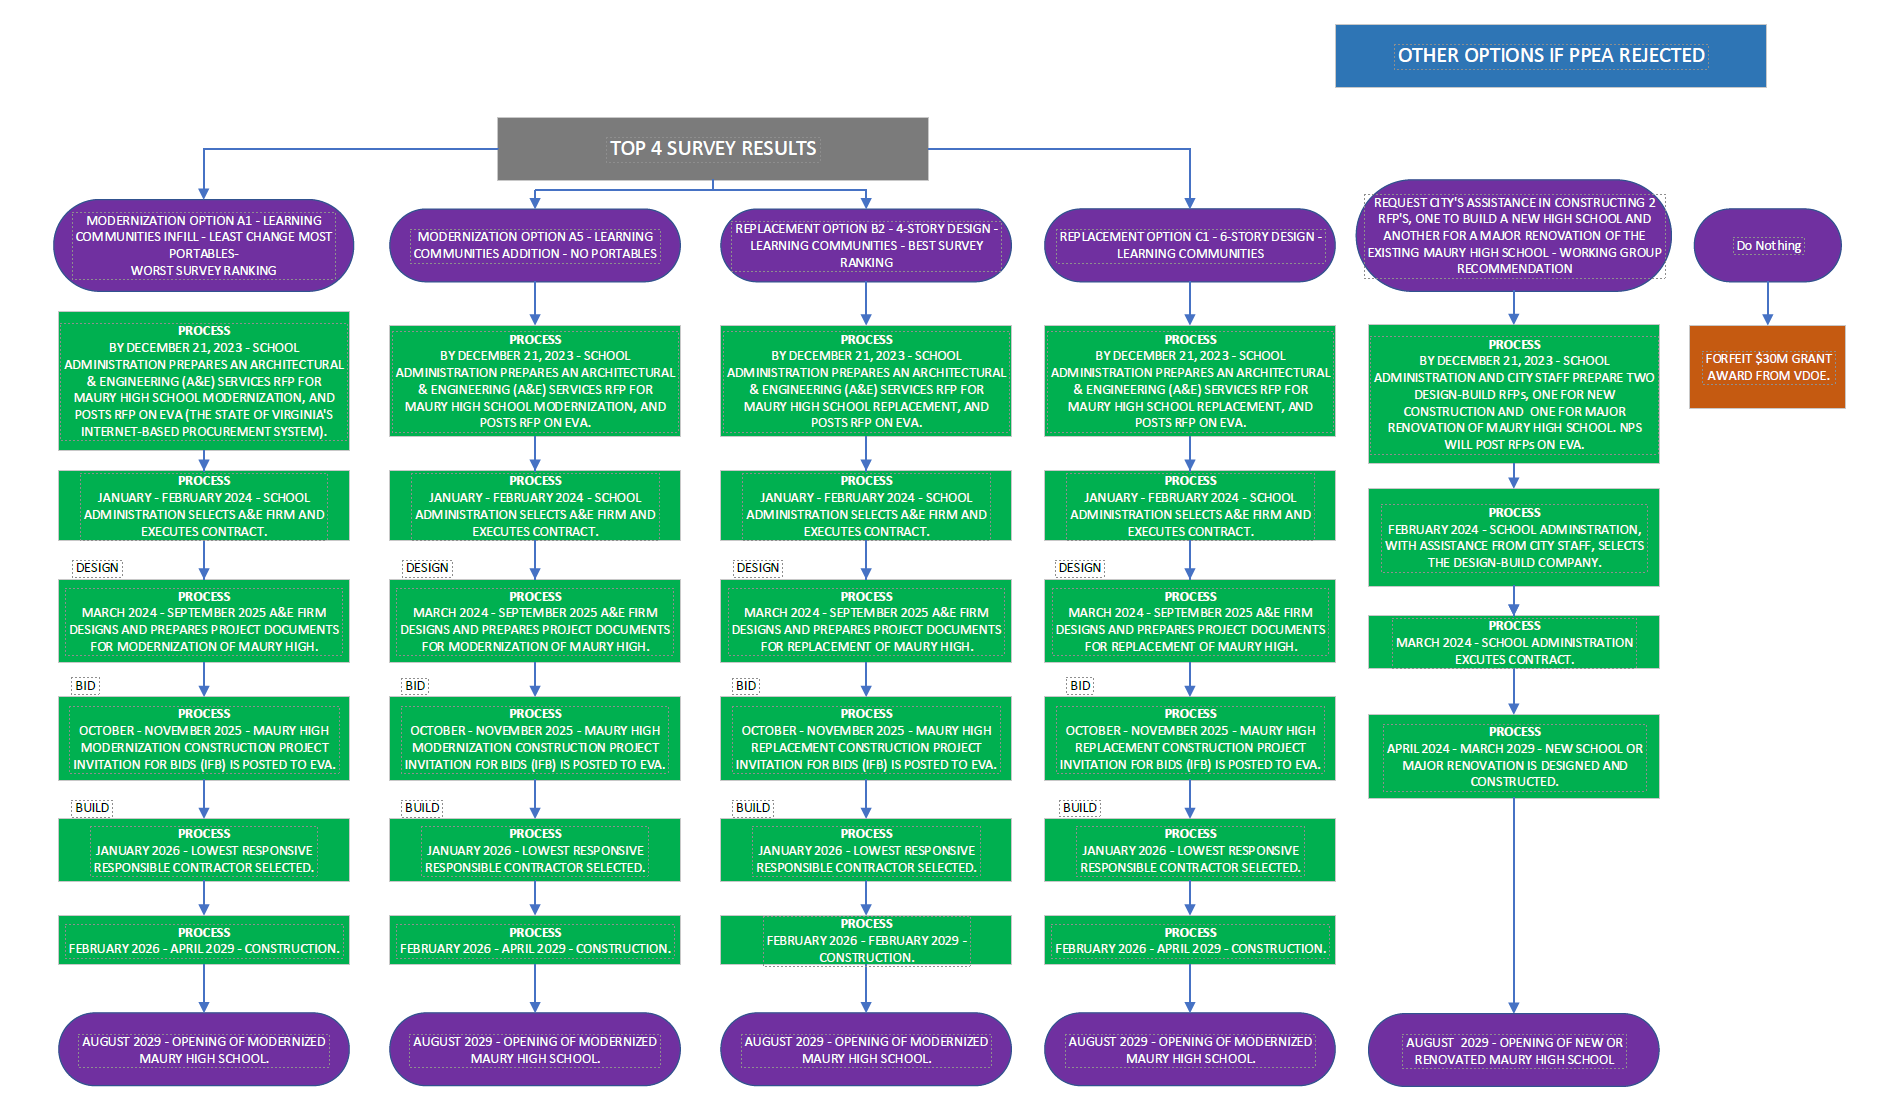 OTHER OPTIONS IF PPEA REJECTED
TOP 4 SURVEY RESULTS
MODERNIZATION OPTION A1 - LEARNING
COMMUNITIES INFILL - LEAST CHANGE MOST
PORTABLES-
WORST SURVEY RANKING
PROCESS
BY DECEMBER 21, 2023 - SCHOOL
ADMINISTRATION PREPARES AN ARCHITECTURAL
& ENGINEERING (A&E) SERVICES RFP FOR
MAURY HIGH SCHOOL MODERNIZATION, AND
POSTS RFP ON EVA (THE STATE OF VIRGINIA'S
INTERNET-BASED PROCUREMENT SYSTEM).
PROCESS
JANUARY - FEBRUARY 2024 - SCHOOL
ADMINISTRATION SELECTS A&E FIRM AND
EXECUTES CONTRACT.
DESIGN
PROCESS
MARCH 2024 - SEPTEMBER 2025 A&E FIRM
DESIGNS AND PREPARES PROJECT DOCUMENTS
FOR MODERNIZATION OF MAURY HIGH.
BID
PROCESS
OCTOBER - NOVEMBER 2025 - MAURY HIGH
MODERNIZATION CONSTRUCTION PROJECT
INVITATION FOR BIDS (IFB) IS POSTED TO EVA.
BUILD
PROCESS
JANUARY 2026 - LOWEST RESPONSIVE
RESPONSIBLE CONTRACTOR SELECTED.
PROCESS
FEBRUARY 2026 - APRIL 2029 - CONSTRUCTION.
AUGUST 2029 - OPENING OF MODERNIZED
MAURY HIGH SCHOOL.
MODERNIZATION OPTION A5 - LEARNING
COMMUNITIES ADDITION - NO PORTABLES
PROCESS
BY DECEMBER 21, 2023 - SCHOOL
ADMINISTRATION PREPARES AN ARCHITECTURAL
& ENGINEERING (A&E) SERVICES RFP FOR
MAURY HIGH SCHOOL MODERNIZATION, AND
POSTS RFP ON EVA.
PROCESS
JANUARY - FEBRUARY 2024 - SCHOOL
ADMINISTRATION SELECTS A&E FIRM AND
EXECUTES CONTRACT.
DESIGN
PROCESS
MARCH 2024 - SEPTEMBER 2025 A&E FIRM
DESIGNS AND PREPARES PROJECT DOCUMENTS
FOR MODERNIZATION OF MAURY HIGH.
BID
PROCESS
OCTOBER - NOVEMBER 2025 - MAURY HIGH
MODERNIZATION CONSTRUCTION PROJECT
INVITATION FOR BIDS (IFB) IS POSTED TO EVA.
BUILD
PROCESS
JANUARY 2026 - LOWEST RESPONSIVE
RESPONSIBLE CONTRACTOR SELECTED.
PROCESS
FEBRUARY 2026 - APRIL 2029 - CONSTRUCTION.
AUGUST 2029 - OPENING OF MODERNIZED
MAURY HIGH SCHOOL.
REPLACEMENT OPTION B2 - 4-STORY DESIGN -
LEARNING COMMUNITIES - BEST SURVEY
RANKING
PROCESS
BY DECEMBER 21, 2023 - SCHOOL
ADMINISTRATION PREPARES AN ARCHITECTURAL
& ENGINEERING (A&E) SERVICES RFP FOR
MAURY HIGH SCHOOL REPLACEMENT, AND
POSTS RFP ON EVA.
PROCESS
JANUARY - FEBRUARY 2024 - SCHOOL
ADMINISTRATION SELECTS A&E FIRM AND
EXECUTES CONTRACT.
DESIGN
PROCESS
MARCH 2024 - SEPTEMBER 2025 A&E FIRM
DESIGNS AND PREPARES PROJECT DOCUMENTS
FOR REPLACEMENT OF MAURY HIGH.
BID
PROCESS
OCTOBER - NOVEMBER 2025 - MAURY HIGH
REPLACEMENT CONSTRUCTION PROJECT
INVITATION FOR BIDS (IFB) IS POSTED TO EVA.
BUILD
PROCESS
JANUARY 2026 - LOWEST RESPONSIVE
RESPONSIBLE CONTRACTOR SELECTED.
PROCESS
FEBRUARY 2026 - FEBRUARY 2029 -
CONSTRUCTION.
AUGUST 2029 - OPENING OF MODERNIZED
MAURY HIGH SCHOOL.
REPLACEMENT OPTION C1 - 6-STORY DESIGN -
LEARNING COMMUNITIES
PROCESS
BY DECEMBER 21, 2023 - SCHOOL
ADMINISTRATION PREPARES AN ARCHITECTURAL
& ENGINEERING (A&E) SERVICES RFP FOR
MAURY HIGH SCHOOL REPLACEMENT, AND
POSTS RFP ON EVA.
PROCESS
JANUARY - FEBRUARY 2024 - SCHOOL
ADMINISTRATION SELECTS A&E FIRM AND
EXECUTES CONTRACT.
DESIGN
PROCESS
MARCH 2024 - SEPTEMBER 2025 A&E FIRM
DESIGNS AND PREPARES PROJECT DOCUMENTS
FOR REPLACEMENT OF MAURY HIGH.
BID
PROCESS
OCTOBER - NOVEMBER 2025 - MAURY HIGH
REPLACEMENT CONSTRUCTION PROJECT
INVITATION FOR BIDS (IFB) IS POSTED TO EVA.
BUILD
PROCESS
JANUARY 2026 - LOWEST RESPONSIVE
RESPONSIBLE CONTRACTOR SELECTED.
PROCESS
FEBRUARY 2026 - APRIL 2029 - CONSTRUCTION.
AUGUST 2029 - OPENING OF MODERNIZED
MAURY HIGH SCHOOL.
REQUEST CITY'S ASSISTANCE IN CONSTRUCTING 2
RFP'S, ONE TO BUILD A NEW HIGH SCHOOL AND
ANOTHER FOR A MAJOR RENOVATION OF THE
EXISTING MAURY HIGH SCHOOL - WORKING GROUP
RECOMMENDATION
PROCESS
BY DECEMBER 21, 2023 - SCHOOL
ADMINISTRATION AND CITY STAFF PREPARE TWO
DESIGN-BUILD RFPs, ONE FOR NEW
CONSTRUCTION AND ONE FOR MAJOR
RENOVATION OF MAURY HIGH SCHOOL. NPS
WILL POST RFPs ON EVA.
PROCESS
FEBRUARY 2024 - SCHOOL ADMINSTRATION,
WITH ASSISTANCE FROM CITY STAFF, SELECTS
THE DESIGN-BUILD COMPANY.
PROCESS
MARCH 2024 - SCHOOL ADMINISTRATION
EXCUTES CONTRACT.
PROCESS
APRIL 2024 - MARCH 2029 - NEW SCHOOL OR
MAJOR RENOVATION IS DESIGNED AND
CONSTRUCTED.
AUGUST 2029 - OPENING OF NEW OR
RENOVATED MAURY HIGH SCHOOL
Do Nothing
FORFEIT $30M GRANT
AWARD FROM VDOE.